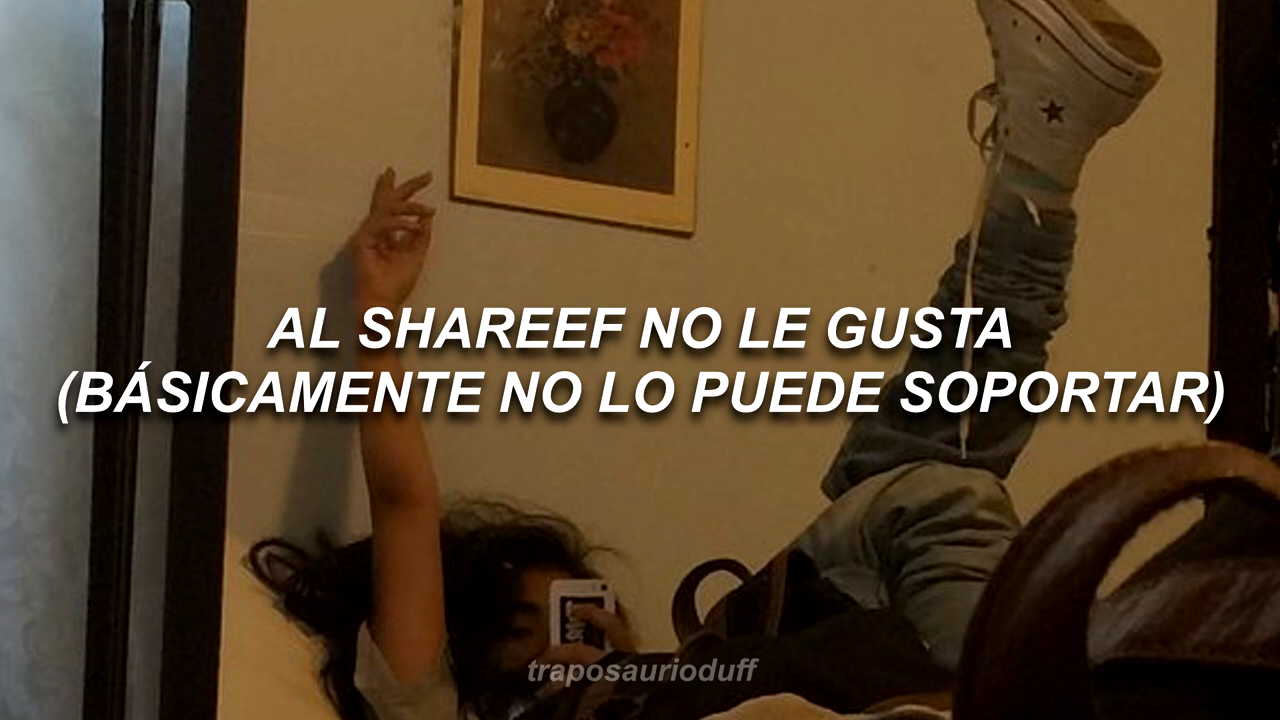 AL SHAREEF NO LE GUSTA
(BÁSICAMENTE NO LO PUEDE SOPORTAR)
traposaurioduff